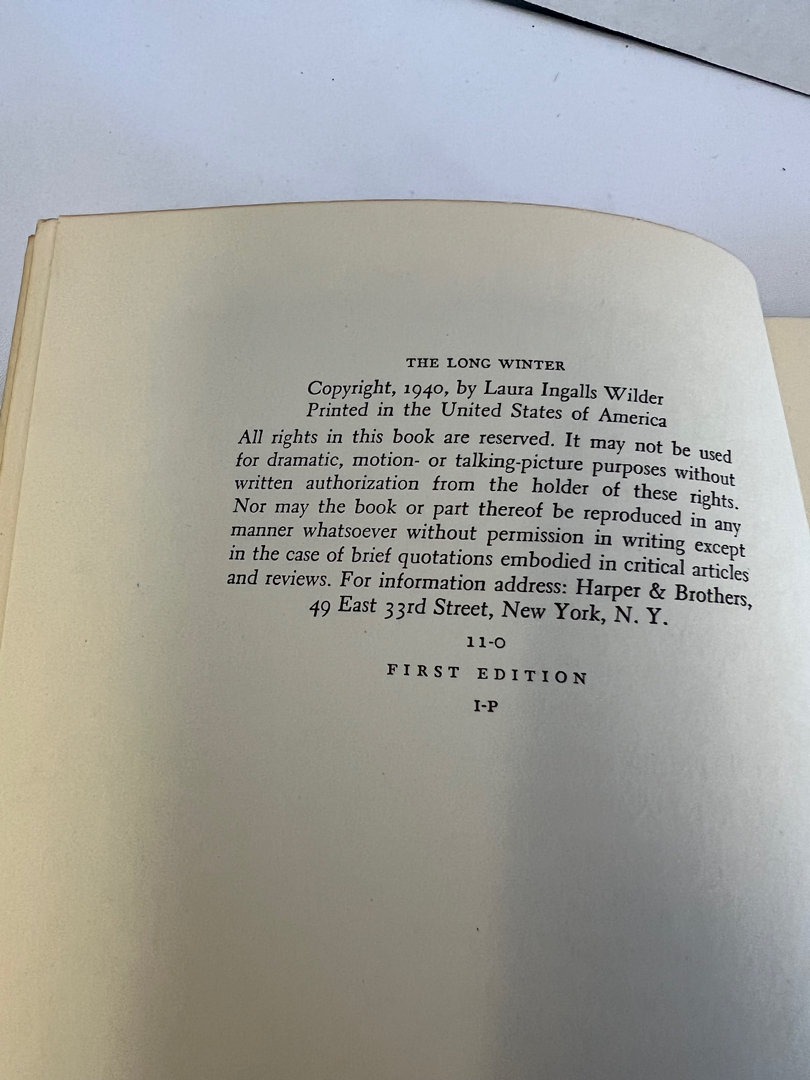 THE LONG WINTER
Copyright, 1940, by Laura Ingalls Wilder
Printed in the United States of America
All rights in this book are reserved. It may not be used
for dramatic, motion- or talking-picture purposes without
written authorization from the holder of these rights.
Nor may the book or part thereof be reproduced in any
manner whatsoever without permission in writing except
in the case of brief quotations embodied in critical articles
and reviews. For information address: Harper & Brothers,
49 East 33rd Street, New York, N. Y.
11-0
FIRST EDITION
I-P